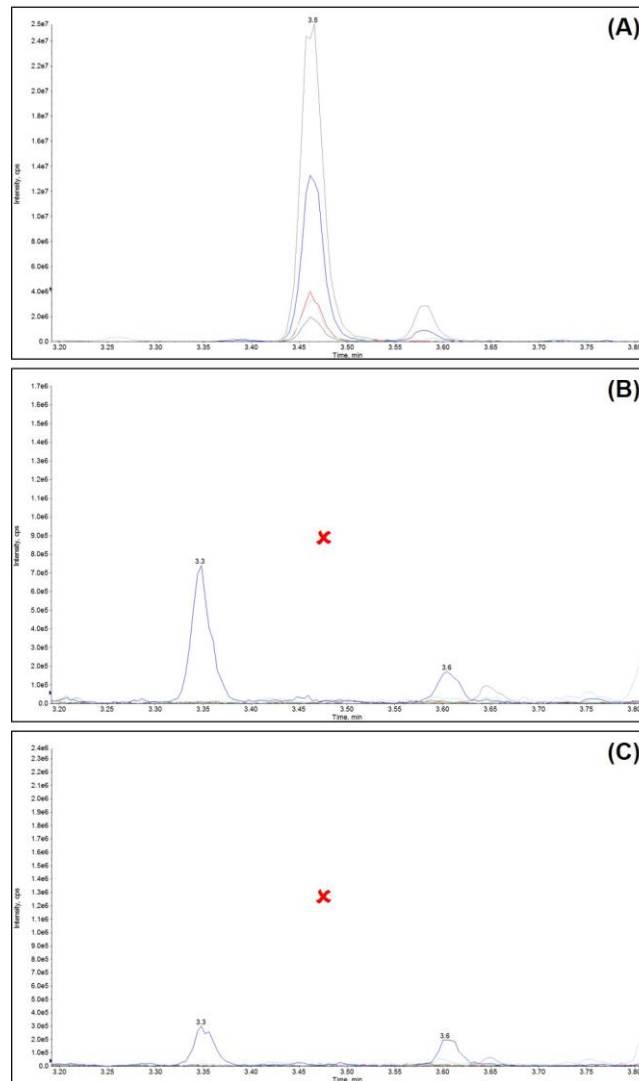 (A)
3.5
Intensity, cps
2.5e7
2.4e7
2.2e7
2.0e7
1.8e7
1.6e7
1.4e7
1.2e7
1.0e7
8.0e6
6.0e6
4.0e6
2.0e6
0.0
3.20 3.25 3.30 3.35 3.40 3.45 3.50 3.55 3.60 3.65 3.70 3.75 3.80
Time, min
(B)
3.3
3.6
Intensity, cps
1.7e6
1.6e6
1.5e6
1.4e6
1.3e6
1.2e6
1.1e6
1.0e6
9.0e5
8.0e5
7.0e5
6.0e5
5.0e5
4.0e5
3.0e5
2.0e5
1.0e5
0.0
3.20 3.25 3.30 3.35 3.40 3.45 3.50 3.55 3.60 3.65 3.70 3.75 3.80
Time, min
(C)
3.3
3.6
Intensity, cps
2.4e6
2.3e6
2.2e6
2.1e6
2.0e6
1.9e6
1.8e6
1.7e6
1.6e6
1.5e6
1.4e6
1.3e6
1.2e6
1.1e6
1.0e6
9.0e5
8.0e5
7.0e5
6.0e5
5.0e5
4.0e5
3.0e5
2.0e5
1.0e5
0.0
3.20 3.25 3.30 3.35 3.40 3.45 3.50 3.55 3.60 3.65 3.70 3.75 3.80
Time, min